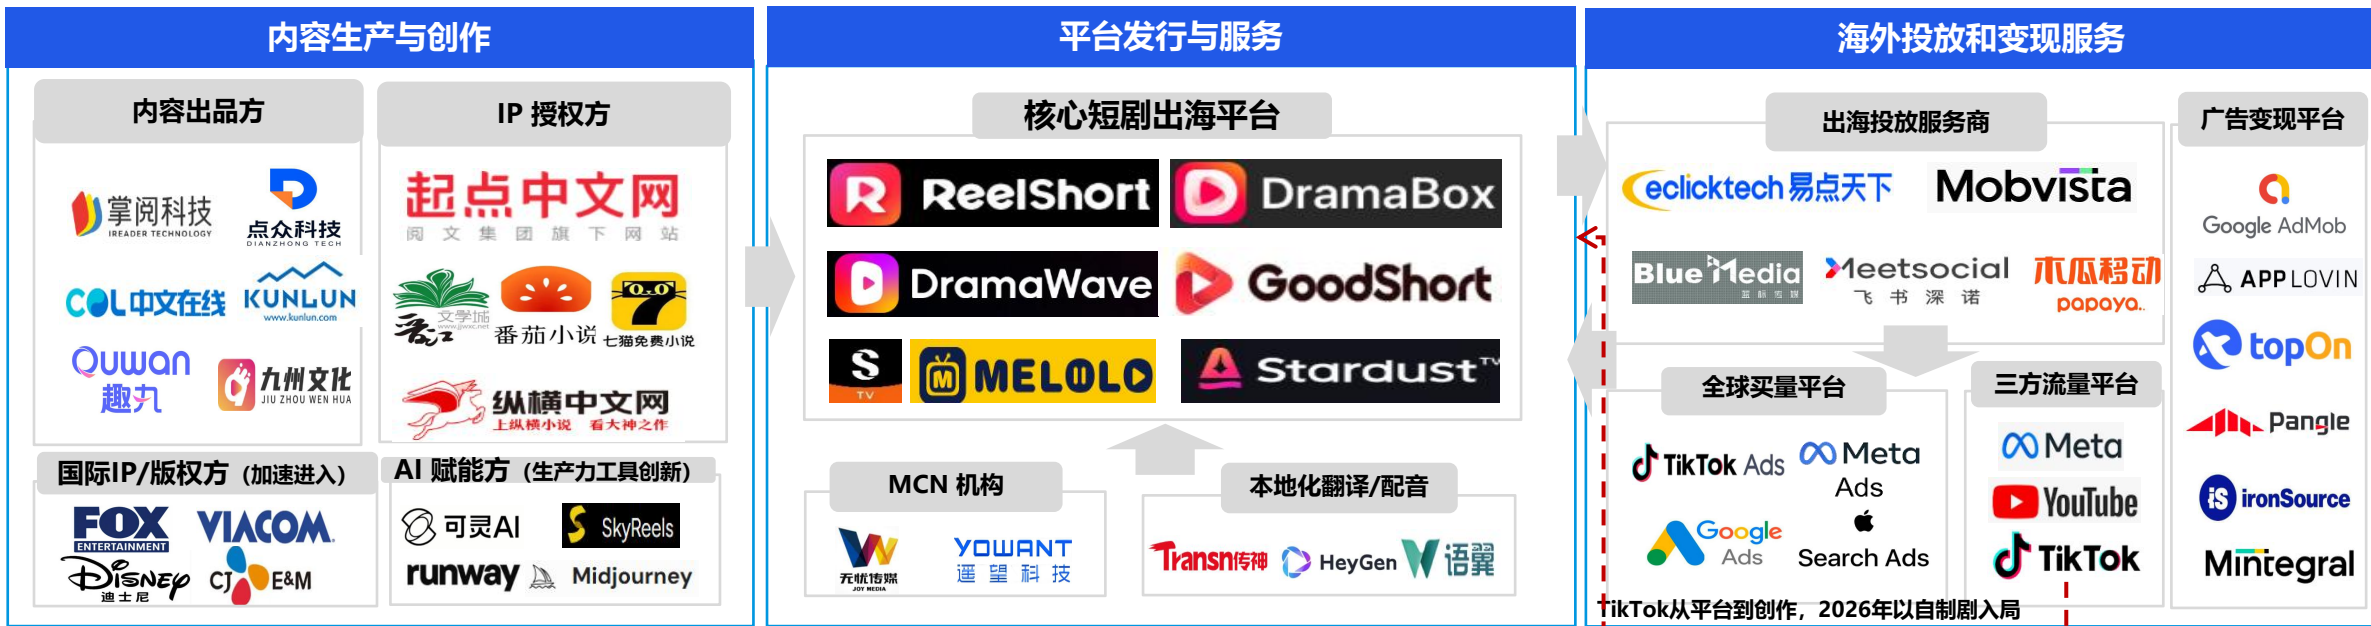 内容生产与创作
内容出品方
掌阅科技
IREADER TECHNOLOGY
点众科技
DIANZHONG TECH
COL中文在线
KUNLUN
www.kunlun.com
Quwan
趣丸
九州文化
JIU ZHOU WEN HUA
IP 授权方
起点中文网
阅文集团旗下网站
晋江
文学城
www.jjwxc.net
番茄小说
七猫免费小说
纵横中文网
上纵横小说 看大神之作
国际IP/版权方（加速进入）
FOX
ENTERTAINMENT
VIACOM
DISNEY
迪士尼
CJ E&M
AI 赋能方（生产力工具创新）
可灵AI
SkyReels
runway
Midjourney
平台发行与服务
核心短剧出海平台
ReelShort
DramaBox
DramaWave
GoodShort
S
TV
MELOLO
Stardust TV
MCN 机构
无忧传媒
JOY MEDIA
YOWANT
遥望科技
本地化翻译/配音
Transn传神
HeyGen
语翼
海外投放和变现服务
出海投放服务商
eclicktech 易点天下
Mobvista
BlueMedia
蓝标传媒
Meetsocial
飞书深诺
木瓜移动
papaya
全球买量平台
TikTok Ads
Meta
Ads
Google
Ads
Search Ads
三方流量平台
Meta
YouTube
TikTok
TikTok从平台到创作，2026年以自制剧入局
广告变现平台
Google AdMob
APPLOVIN
topOn
Pangle
ironSource
Mintegral